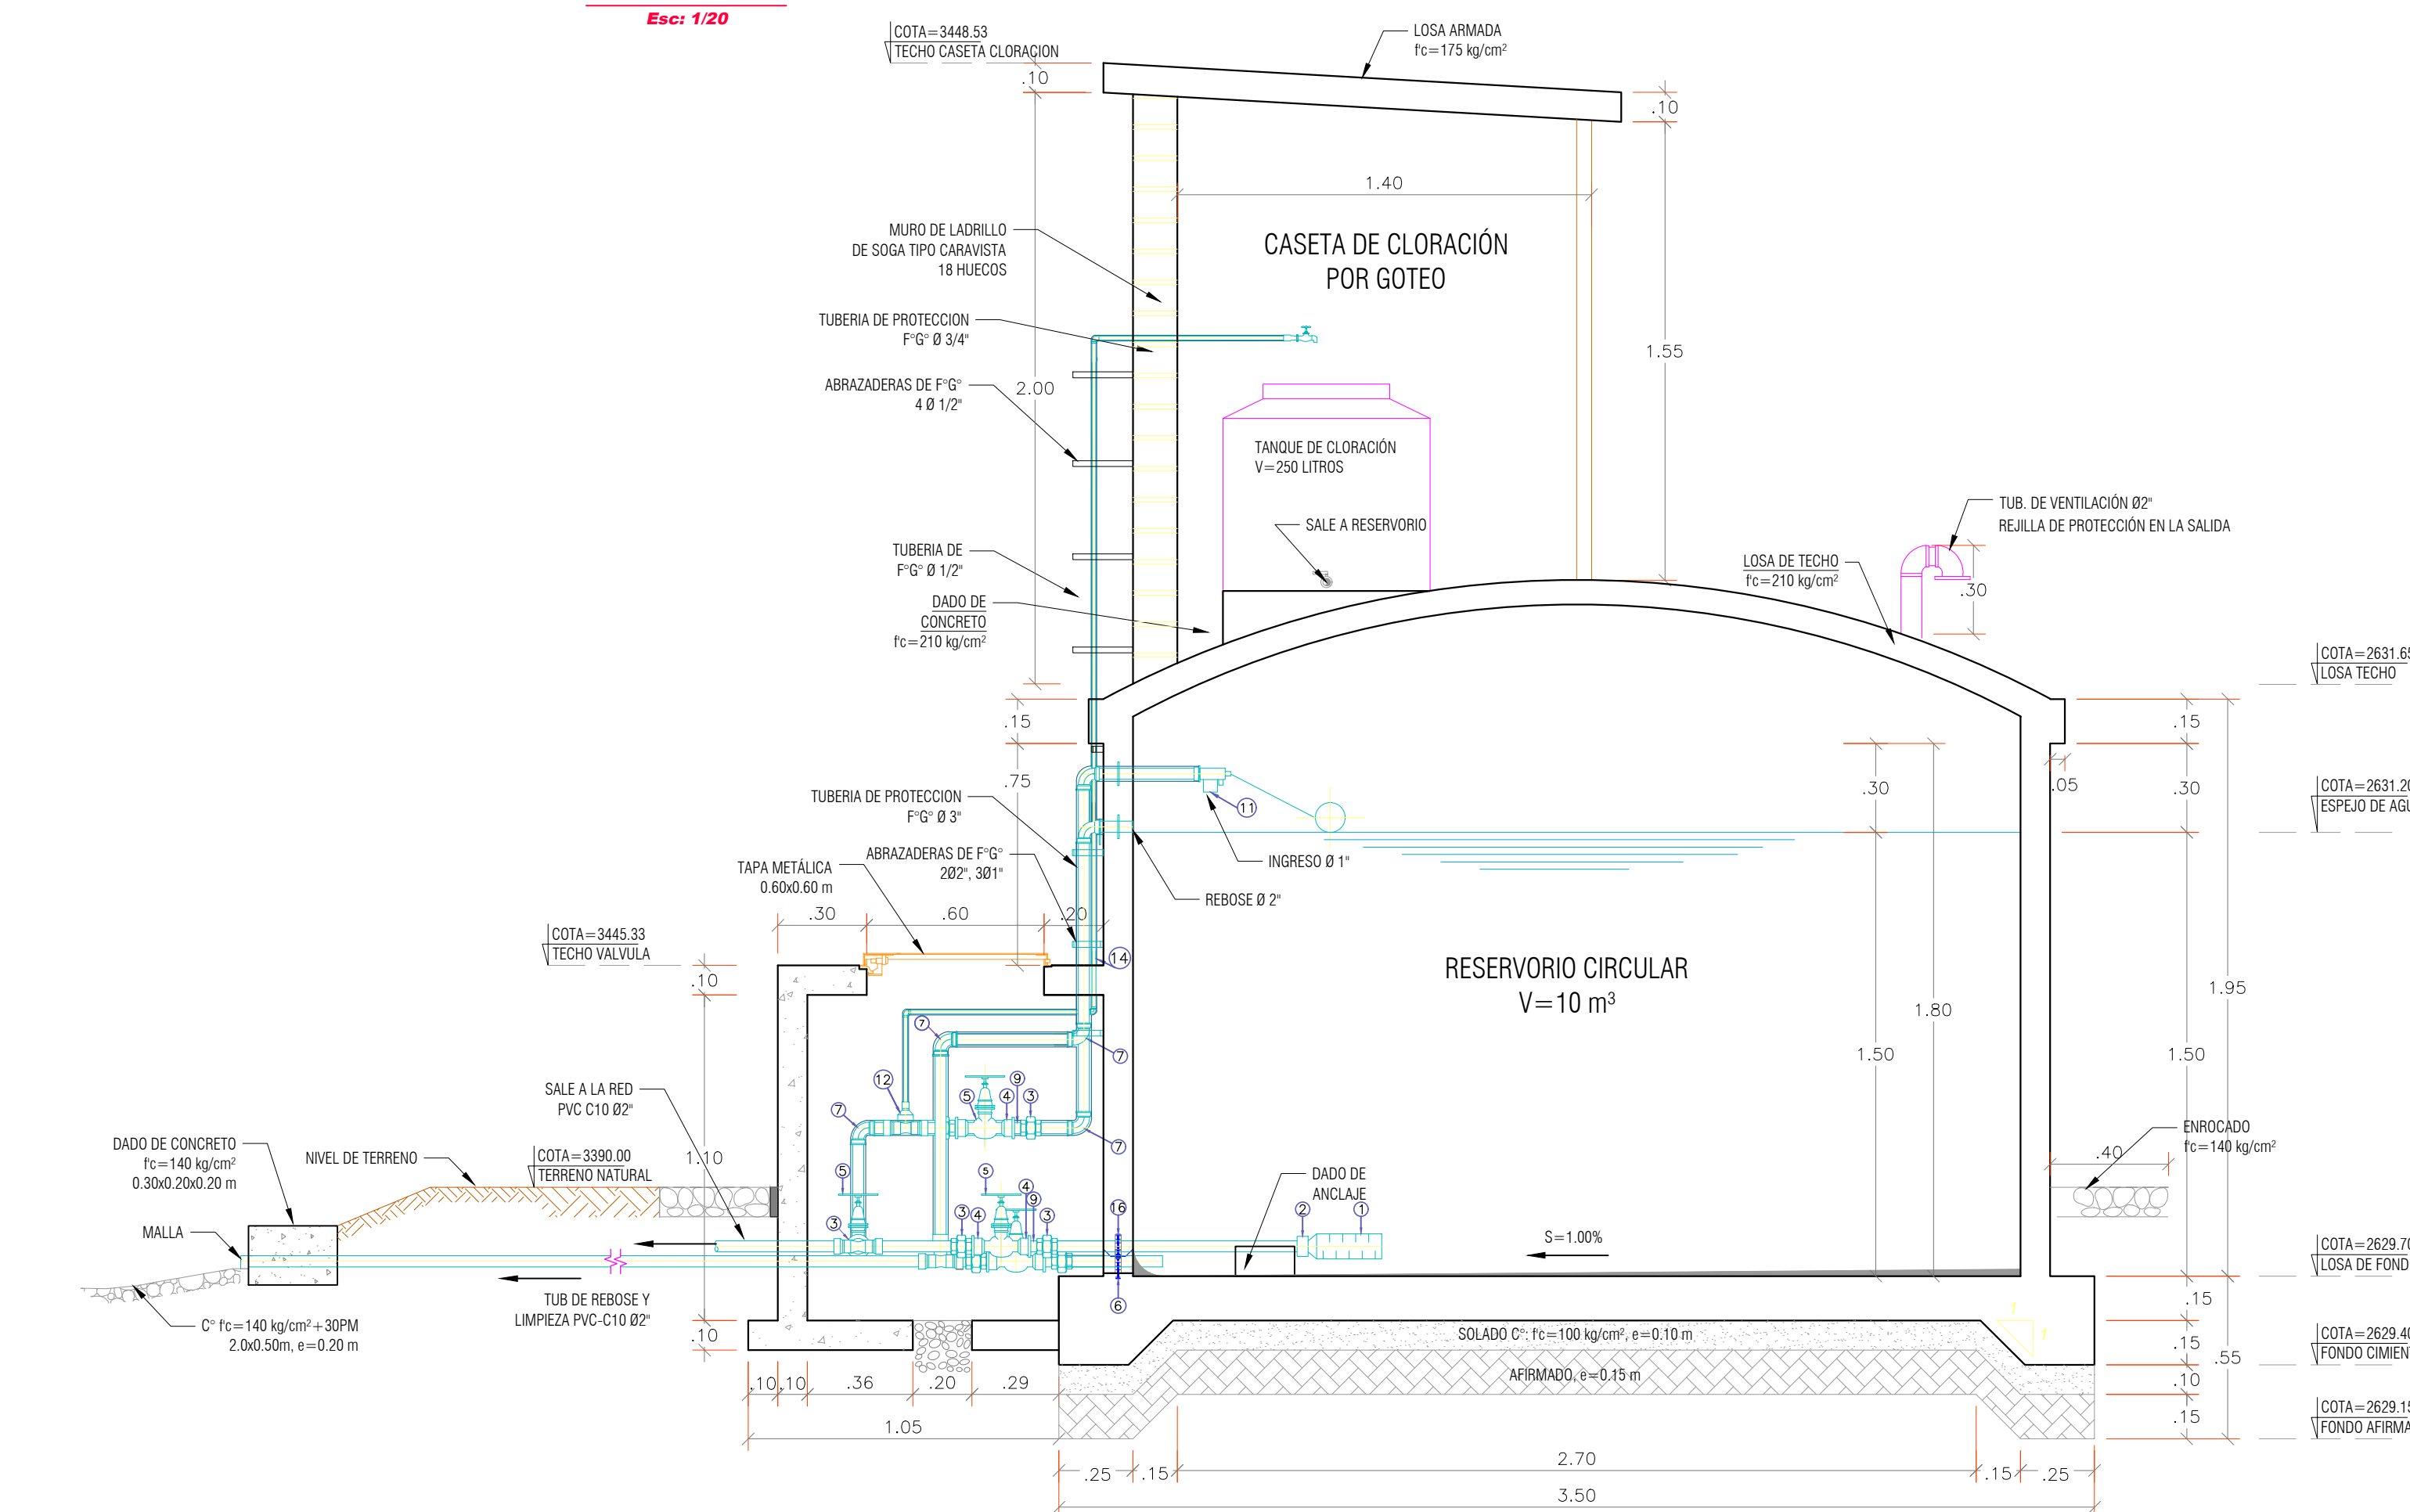 Esc: 1/20
COTA=3448.53
TECHO CASETA CLORACION
LOSA ARMADA
f'c=175 kg/cm²
.10
.10
1.40
MURO DE LADRILLO
DE SOGA TIPO CARAVISTA
18 HUECOS
CASETA DE CLORACIÓN
POR GOTEO
TUBERIA DE PROTECCION
F°G° Ø 3/4"
1.55
ABRAZADERAS DE F°G°
4 Ø 1/2"
2.00
TANQUE DE CLORACIÓN
V=250 LITROS
SALE A RESERVORIO
TUB. DE VENTILACIÓN Ø2"
REJILLA DE PROTECCIÓN EN LA SALIDA
TUBERIA DE
F°G° Ø 1/2"
LOSA DE TECHO
f'c=210 kg/cm²
.30
DADO DE
CONCRETO
f'c=210 kg/cm²
COTA=2631.65
LOSA TECHO
.15
.15
.75
.30
.05
.30
COTA=2631.20
ESPEJO DE AGU
TUBERIA DE PROTECCION
F°G° Ø 3"
11
ABRAZADERAS DE F°G°
2Ø2", 3Ø1"
INGRESO Ø 1"
TAPA METÁLICA
0.60x0.60 m
REBOSE Ø 2"
.30
.60
.20
COTA=3445.33
TECHO VALVULA
14
RESERVORIO CIRCULAR
V=10 m³
.10
1.95
1.80
1.50
1.50
7
7
12
5
4
9
3
7
7
SALE A LA RED
PVC C10 Ø2"
DADO DE CONCRETO
f'c=140 kg/cm²
0.30x0.20x0.20 m
NIVEL DE TERRENO
COTA=3390.00
TERRENO NATURAL
1.10
ENROCADO
f'c=140 kg/cm²
.40
5
5
4
9
3
3
4
3
16
DADO DE
ANCLAJE
2
1
MALLA
S=1.00%
COTA=2629.70
LOSA DE FOND
TUB DE REBOSE Y
LIMPIEZA PVC-C10 Ø2"
6
.15
C° f'c=140 kg/cm²+30PM
2.0x0.50m, e=0.20 m
.10
SOLADO C°: f'c=100 kg/cm², e=0.10 m
1
1
COTA=2629.40
FONDO CIMIENT
.15
.55
AFIRMADO, e=0.15 m
.10
.10
.10
.36
.20
.29
COTA=2629.15
FONDO AFIRMA
.15
1.05
.25
.15
2.70
.15
.25
3.50